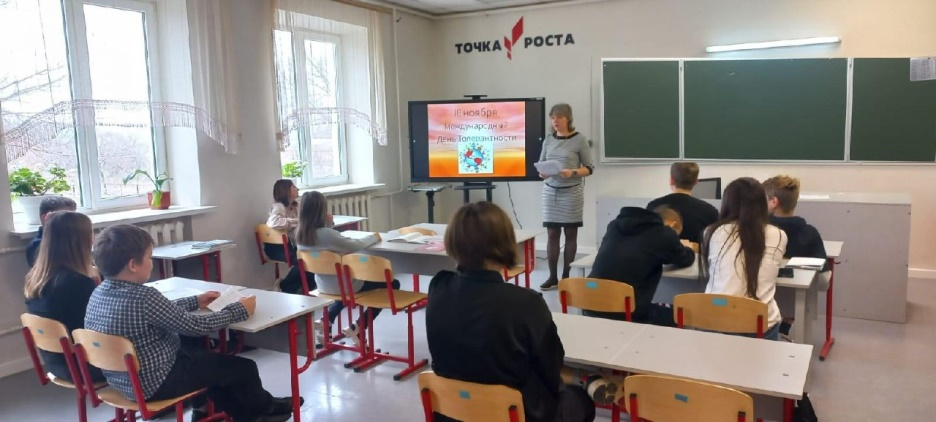 ТОЧКА РОСТА
16 ноября
Международный
День Толерантности